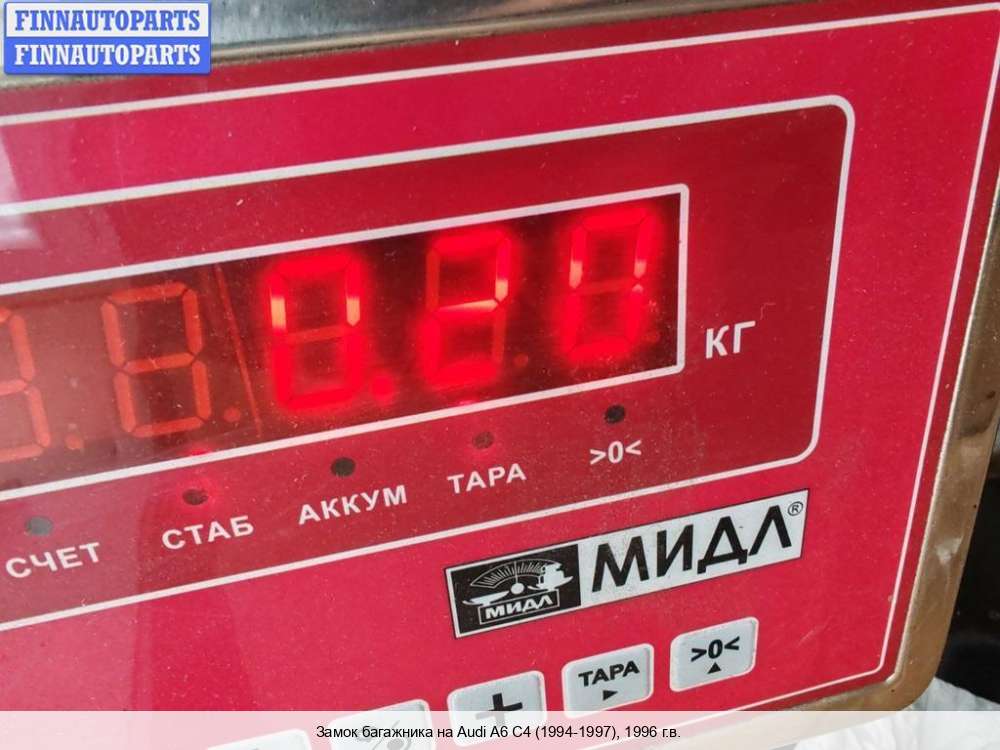 FINNAUTOPARTS
FINNAUTOPARTS
0.20
КГ
СЧЕТ
СТАБ
АККУМ
ТАРА
>0<
МИДЛ
МИДЛ®
+
ТАРА
>0<
Замок багажника на Audi A6 C4 (1994-1997), 1996 г.в.